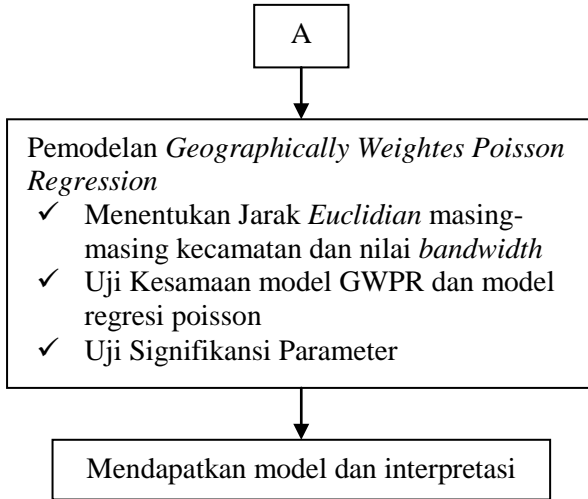 A
Pemodelan Geographically Weightes Poisson
Regression
✓ Menentukan Jarak Euclidian masing-
masing kecamatan dan nilai bandwidth
✓ Uji Kesamaan model GWPR dan model
regresi poisson
✓ Uji Signifikansi Parameter
Mendapatkan model dan interpretasi